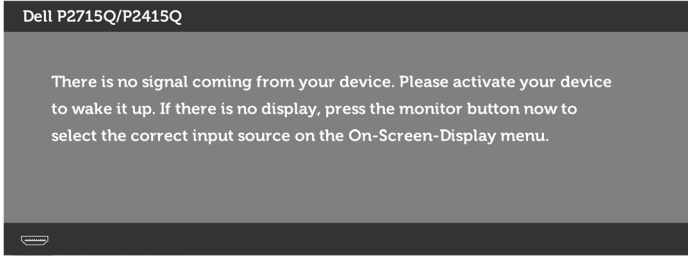 Dell P2715Q/P2415Q
There is no signal coming from your device. Please activate your device
to wake it up. If there is no display, press the monitor button now to
select the correct input source on the On-Screen-Display menu.